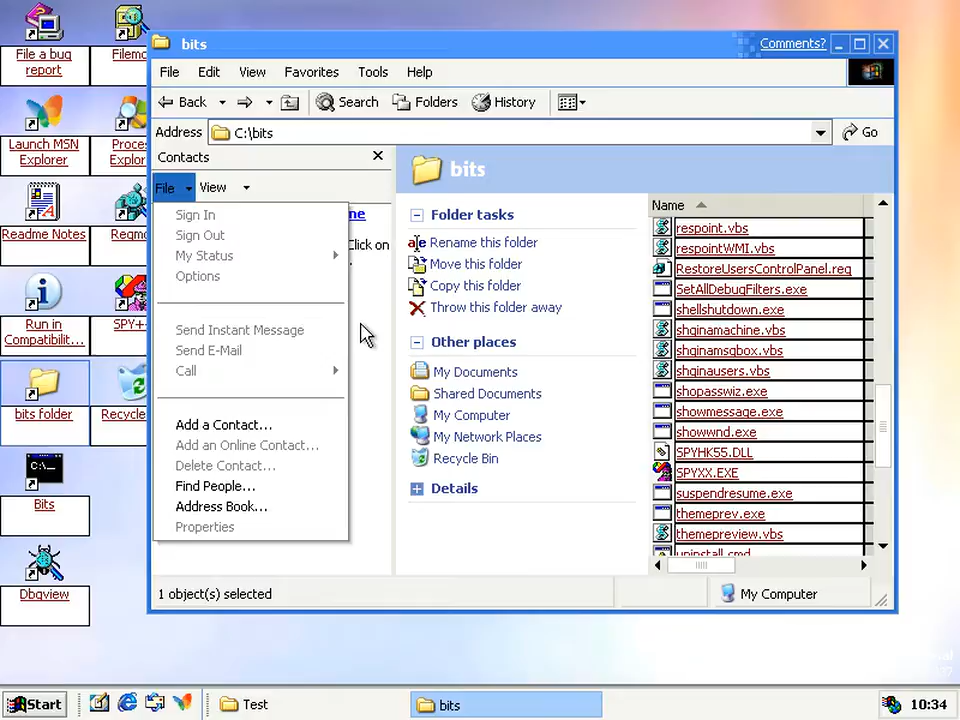 File a bug
report
Filem
Launch MSN
Explorer
Proce
Explor
Readme Notes
Regmo
Run in
Compatibilit...
SPY+
bits folder
Recycle
Bits
Dbgview
bits
Comments?
File Edit View Favorites Tools Help
Back Search Folders History
Address C:\bits Go
Contacts
File View
ne
Click on
Sign In
Sign Out
My Status
Options
Send Instant Message
Send E-Mail
Call
Add a Contact...
Add an Online Contact...
Delete Contact...
Find People...
Address Book...
Properties
bits
Folder tasks
Rename this folder
Move this folder
Copy this folder
Throw this folder away
Other places
My Documents
Shared Documents
My Computer
My Network Places
Recycle Bin
Details
Name
respoint.vbs
respointWMI.vbs
RestoreUsersControlPanel.reg
SetAllDebugFilters.exe
shellshutdown.exe
shginamachine.vbs
shginamsgbox.vbs
shginausers.vbs
shopasswiz.exe
showmessage.exe
showwnd.exe
SPYHK55.DLL
SPYXX.EXE
suspendresume.exe
themeprev.exe
themepreview.vbs
uninstall.cmd
1 object(s) selected
My Computer
Start Test bits 10:34